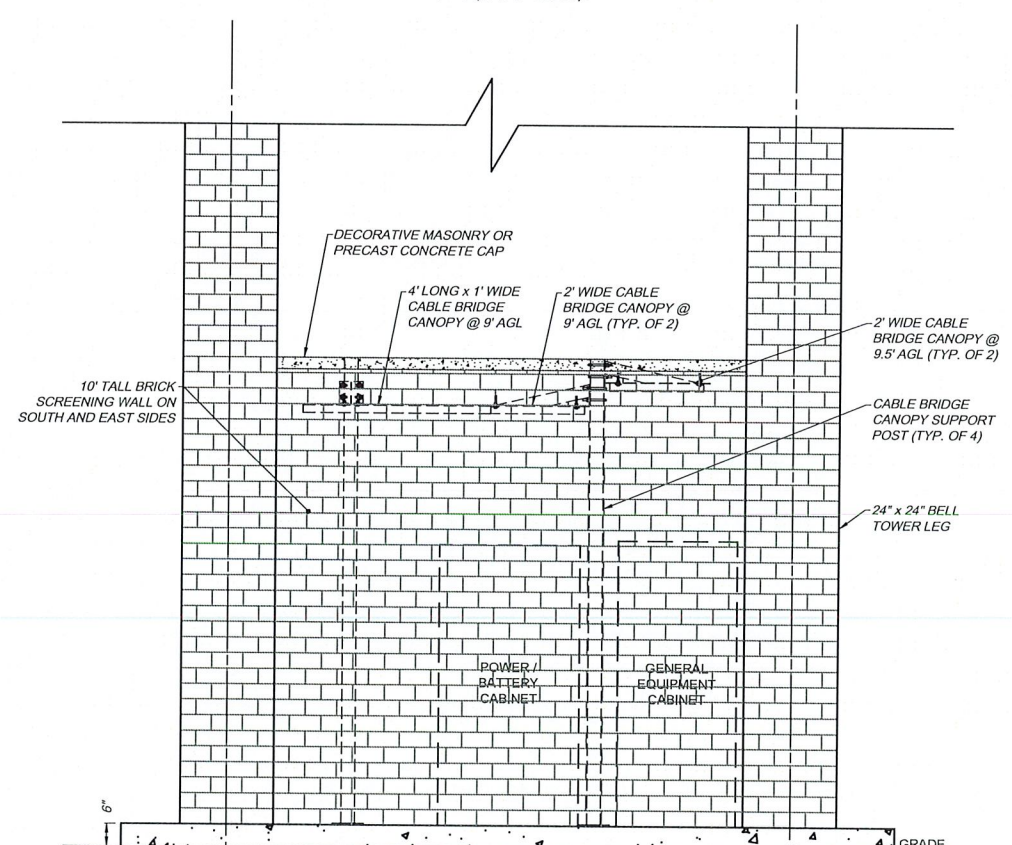 DECORATIVE MASONRY OR
PRECAST CONCRETE CAP
4' LONG x 1' WIDE
CABLE BRIDGE
CANOPY @ 9' AGL
2' WIDE CABLE
BRIDGE CANOPY @
9' AGL (TYP. OF 2)
2' WIDE CABLE
BRIDGE CANOPY @
9.5' AGL (TYP. OF 2)
10' TALL BRICK
SCREENING WALL ON
SOUTH AND EAST SIDES
CABLE BRIDGE
CANOPY SUPPORT
POST (TYP. OF 4)
24" x 24" BELL
TOWER LEG
POWER /
BATTERY
CABINET
GENERAL
EQUIPMENT
CABINET
6"
GRADE